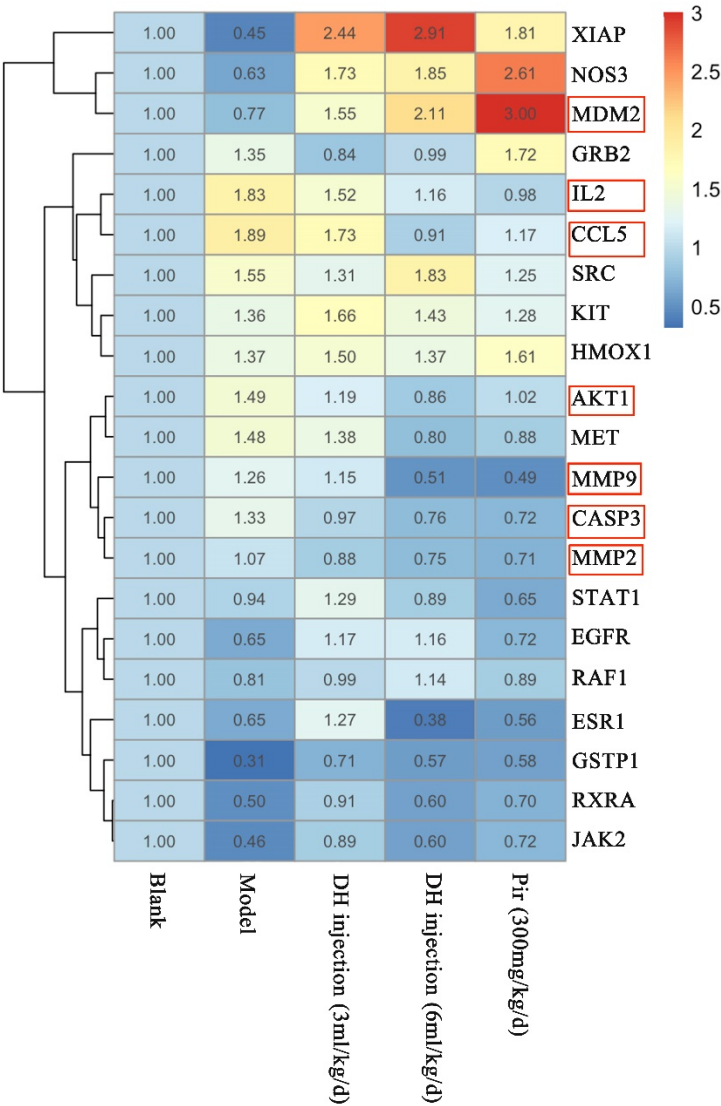 1.00 0.45 2.44 2.91 1.81 XIAP
1.00 0.63 1.73 1.85 2.61 NOS3
1.00 0.77 1.55 2.11 3.00 MDM2
1.00 1.35 0.84 0.99 1.72 GRB2
1.00 1.83 1.52 1.16 0.98 IL2
1.00 1.89 1.73 0.91 1.17 CCL5
1.00 1.55 1.31 1.83 1.25 SRC
1.00 1.36 1.66 1.43 1.28 KIT
1.00 1.37 1.50 1.37 1.61 HMOX1
1.00 1.49 1.19 0.86 1.02 AKT1
1.00 1.48 1.38 0.80 0.88 MET
1.00 1.26 1.15 0.51 0.49 MMP9
1.00 1.33 0.97 0.76 0.72 CASP3
1.00 1.07 0.88 0.75 0.71 MMP2
1.00 0.94 1.29 0.89 0.65 STAT1
1.00 0.65 1.17 1.16 0.72 EGFR
1.00 0.81 0.99 1.14 0.89 RAF1
1.00 0.65 1.27 0.38 0.56 ESR1
1.00 0.31 0.71 0.57 0.58 GSTP1
1.00 0.50 0.91 0.60 0.70 RXRA
1.00 0.46 0.89 0.60 0.72 JAK2
Blank
Model
DH injection (3ml/kg/d)
DH injection (6ml/kg/d)
Pir (300mg/kg/d)
3
2.5
2
1.5
1
0.5